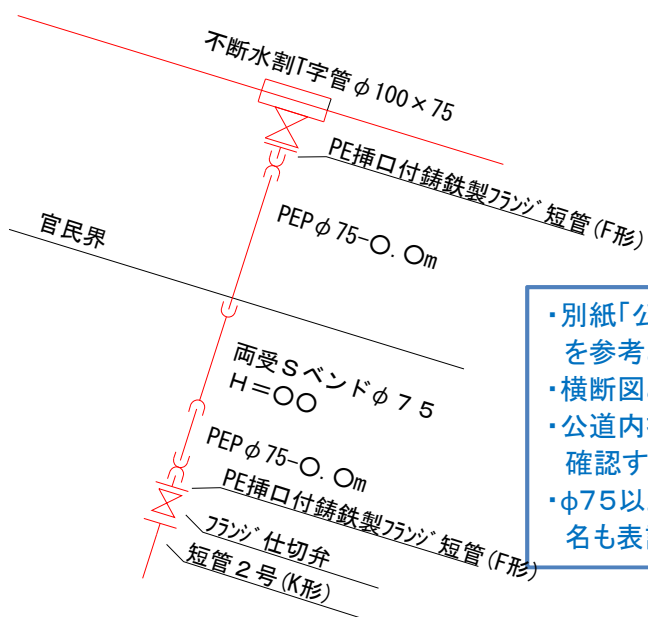 不断水割T字管φ100×75
PE挿口付鋳鉄製フランジ短管(F形)
PEPφ75-〇.〇m
官民界
両受Sベンドφ75
H=〇〇
PEPφ75-〇.〇m
PE挿口付鋳鉄製フランジ短管(F形)
フランジ仕切弁
短管2号(K形)
・別紙「公
を参考
・横断図
・公道内
確認す
・φ75以
名も表